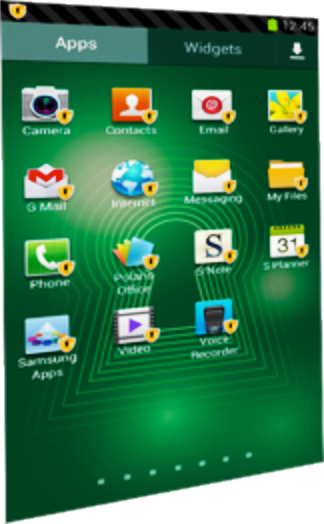 12:45
Apps
Widgets
Camera
Contacts
Email
Gallery
G Mail
Internet
Messaging
My Files
Phone
Polaris
Office
S Note
S Planner
31
Samsung
Apps
Video
Voice
Recorder